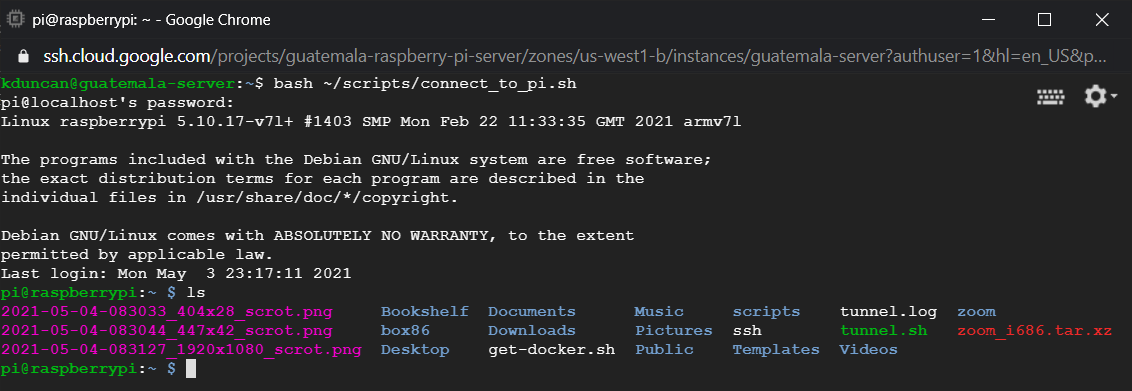 pi@raspberrypi: ~ - Google Chrome
ssh.cloud.google.com/projects/guatemala-raspberry-pi-server/zones/us-west1-b/instances/guatemala-server?authuser=1&hl=en_US&p...
kduncan@guatemala-server:~$ bash ~/scripts/connect_to_pi.sh
pi@localhost's password:
Linux raspberrypi 5.10.17-v7l+ #1403 SMP Mon Feb 22 11:33:35 GMT 2021 armv7l
The programs included with the Debian GNU/Linux system are free software;
the exact distribution terms for each program are described in the
individual files in /usr/share/doc/*/copyright.
Debian GNU/Linux comes with ABSOLUTELY NO WARRANTY, to the extent
permitted by applicable law.
Last login: Mon May  3 23:17:11 2021
pi@raspberrypi:~ $ ls
2021-05-04-083033_404x28_scrot.png     Bookshelf  Documents      Music     scripts    tunnel.log  zoom
2021-05-04-083044_447x42_scrot.png     box86      Downloads      Pictures  ssh        tunnel.sh   zoom_i686.tar.xz
2021-05-04-083127_1920x1080_scrot.png  Desktop    get-docker.sh  Public    Templates  Videos
pi@raspberrypi:~ $